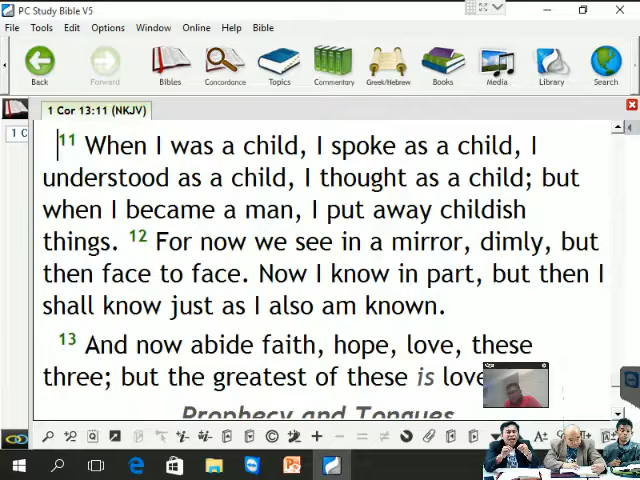 PC Study Bible V5
File Tools Edit Options Window Online Help Bible
Back Forward Bibles Concordance Topics Commentary Greek/Hebrew Books Media Library Search
1 Cor 13:11 (NKJV)
1 C
11 When I was a child, I spoke as a child, I
understood as a child, I thought as a child; but
when I became a man, I put away childish
things. 12 For now we see in a mirror, dimly, but
then face to face. Now I know in part, but then I
shall know just as I also am known.
13 And now abide faith, hope, love, these
three; but the greatest of these is love
Prophecy and Tongues